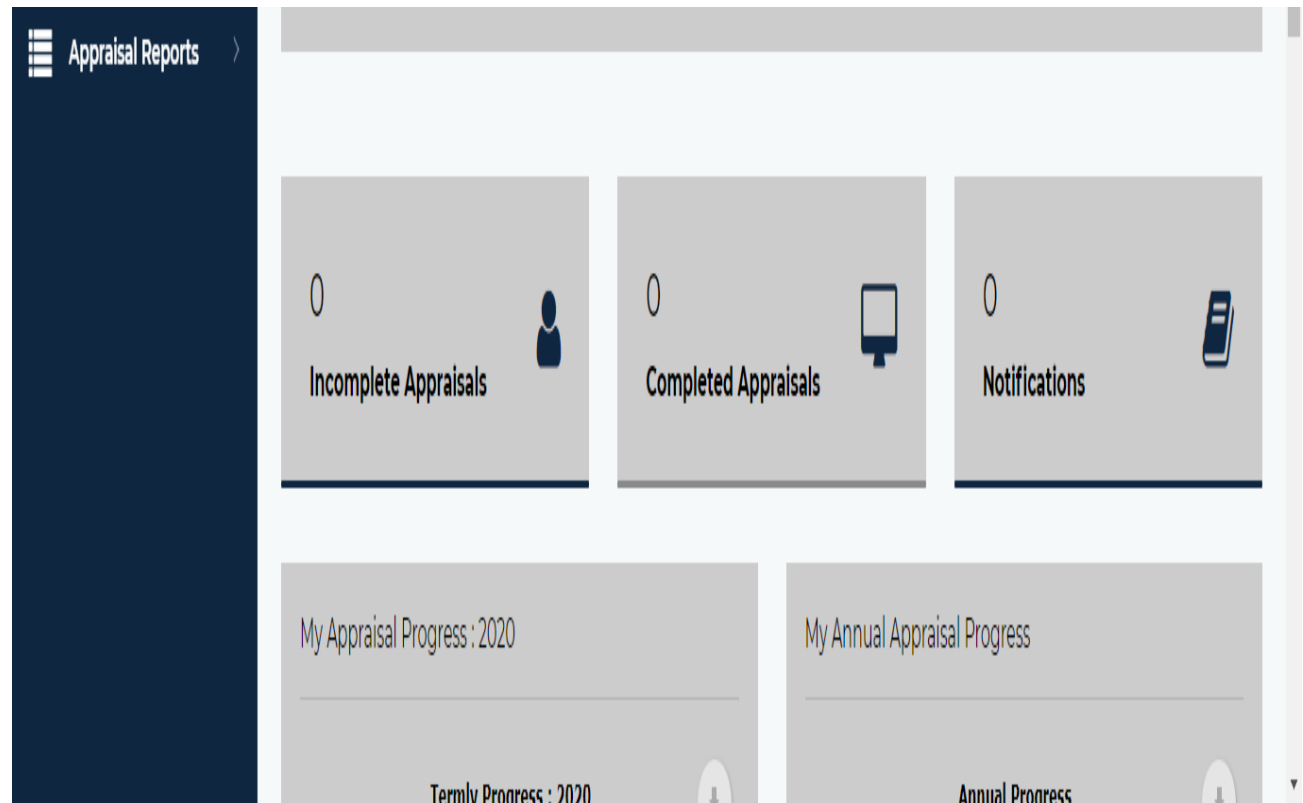 Appraisal Reports
0
Incomplete Appraisals
0
Completed Appraisals
0
Notifications
My Appraisal Progress : 2020
My Annual Appraisal Progress
Termly Progress : 2020
Annual Progress